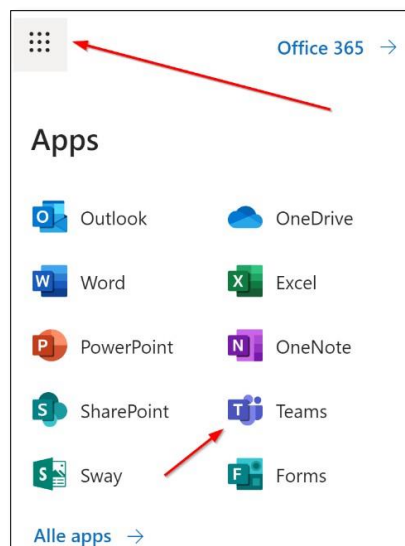 Office 365 →
Apps
Outlook OneDrive
Word Excel
PowerPoint OneNote
SharePoint Teams
Sway Forms
Alle apps →